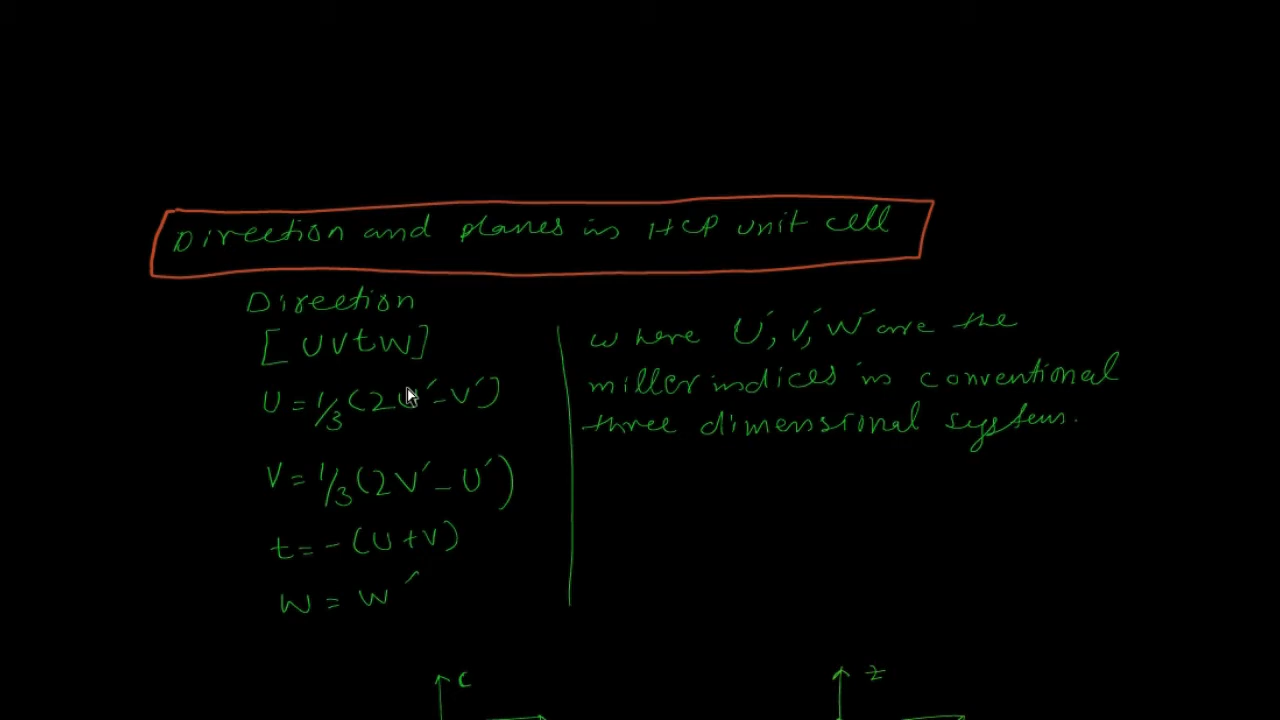 Direction and planes in HCP unit cell
Direction
[UVtW]
U = 1/3 (2U′ - V′)
V = 1/3 (2V′ - U′)
t = - (U + V)
W = W′
where U′, V′, W′ are the
miller indices in conventional
three dimensional system.
C
z